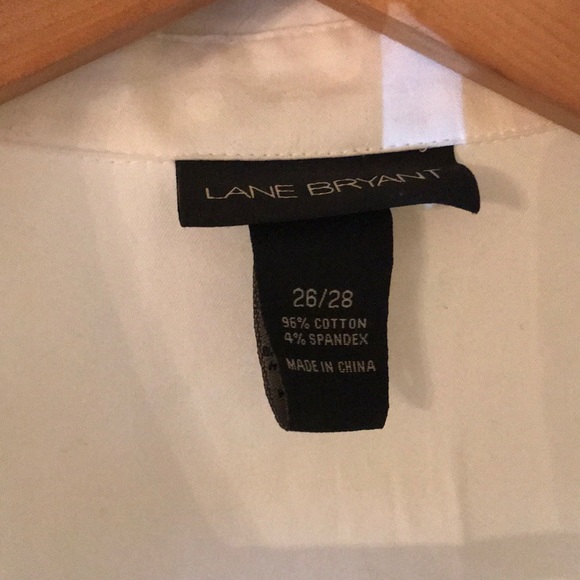 LANE BRYANT
26/28
96% COTTON
4% SPANDEX
MADE IN CHINA